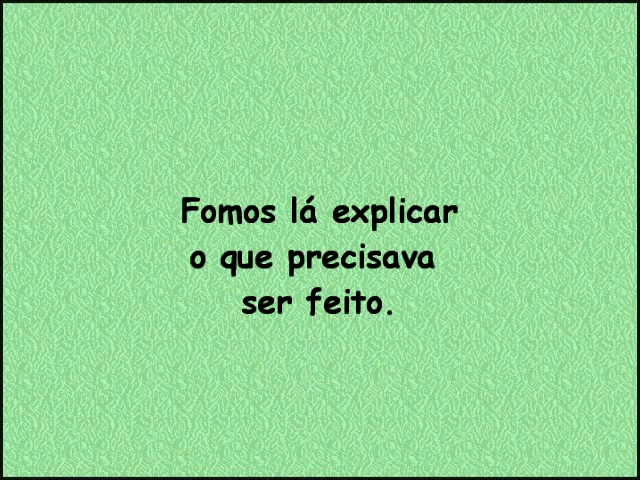 Fomos lá explicar
o que precisava
ser feito.